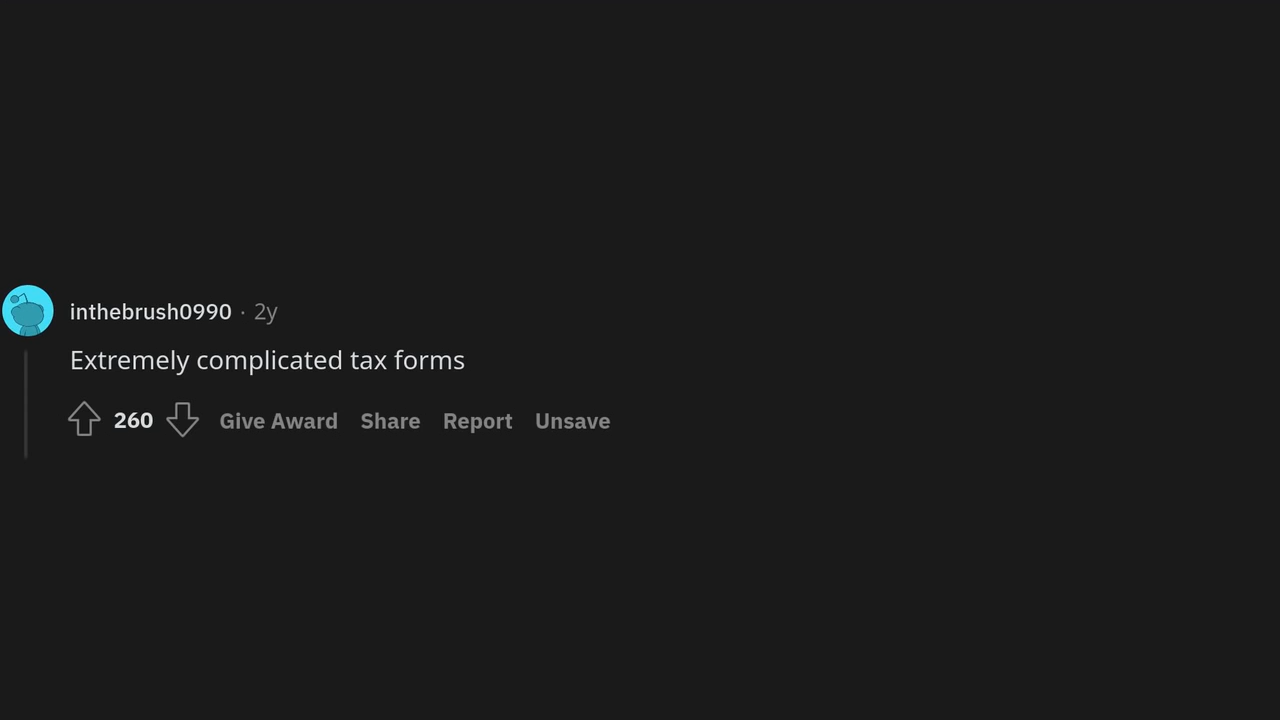 inthebrush0990 · 2y
Extremely complicated tax forms
260 Give Award Share Report Unsave